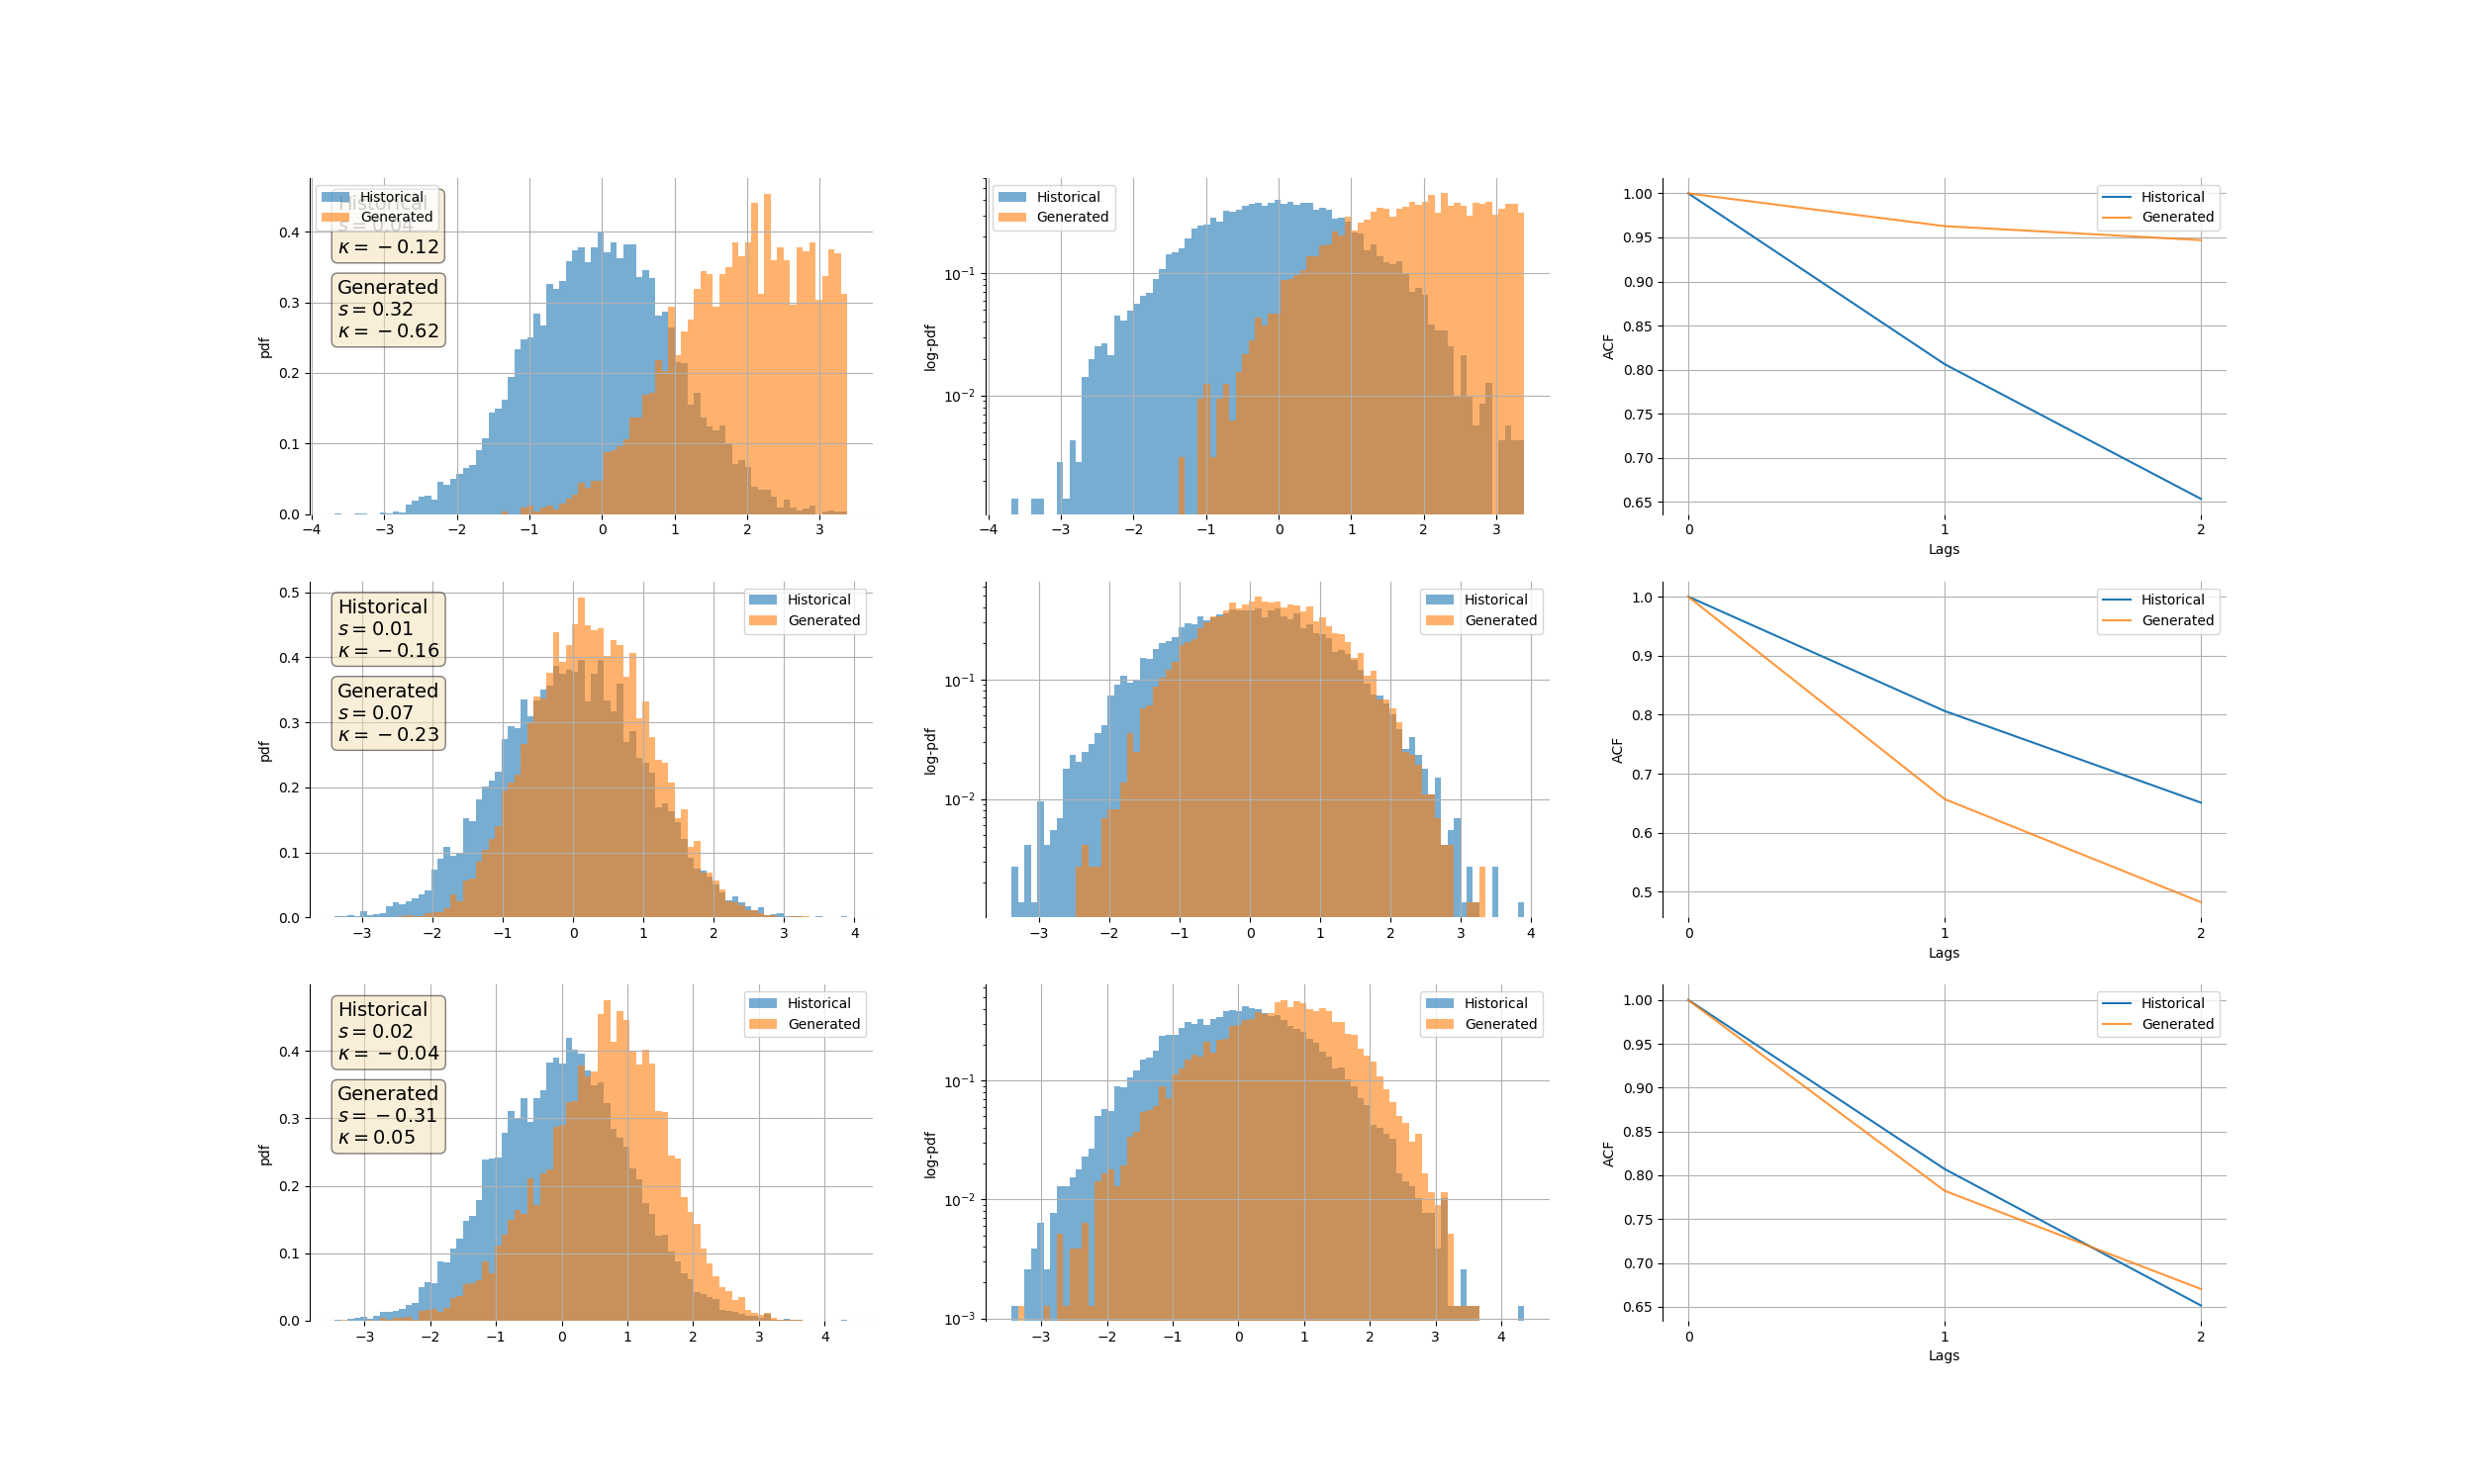 Historical
Generated
Historical
s = 0.04
κ = −0.12
Generated
s = 0.32
κ = −0.62
pdf
0.4
0.3
0.2
0.1
0.0
−4 −3 −2 −1 0 1 2 3
Historical
Generated
log-pdf
10⁻¹
10⁻²
−4 −3 −2 −1 0 1 2 3
Historical
Generated
ACF
1.00
0.95
0.90
0.85
0.80
0.75
0.70
0.65
0 1 2
Lags
Historical
s = 0.01
κ = −0.16
Generated
s = 0.07
κ = −0.23
Historical
Generated
pdf
0.5
0.4
0.3
0.2
0.1
0.0
−3 −2 −1 0 1 2 3 4
Historical
Generated
log-pdf
10⁻¹
10⁻²
−3 −2 −1 0 1 2 3 4
Historical
Generated
ACF
1.0
0.9
0.8
0.7
0.6
0.5
0 1 2
Lags
Historical
s = 0.02
κ = −0.04
Generated
s = −0.31
κ = 0.05
Historical
Generated
pdf
0.4
0.3
0.2
0.1
0.0
−3 −2 −1 0 1 2 3 4
Historical
Generated
log-pdf
10⁻¹
10⁻²
10⁻³
−3 −2 −1 0 1 2 3 4
Historical
Generated
ACF
1.00
0.95
0.90
0.85
0.80
0.75
0.70
0.65
0 1 2
Lags